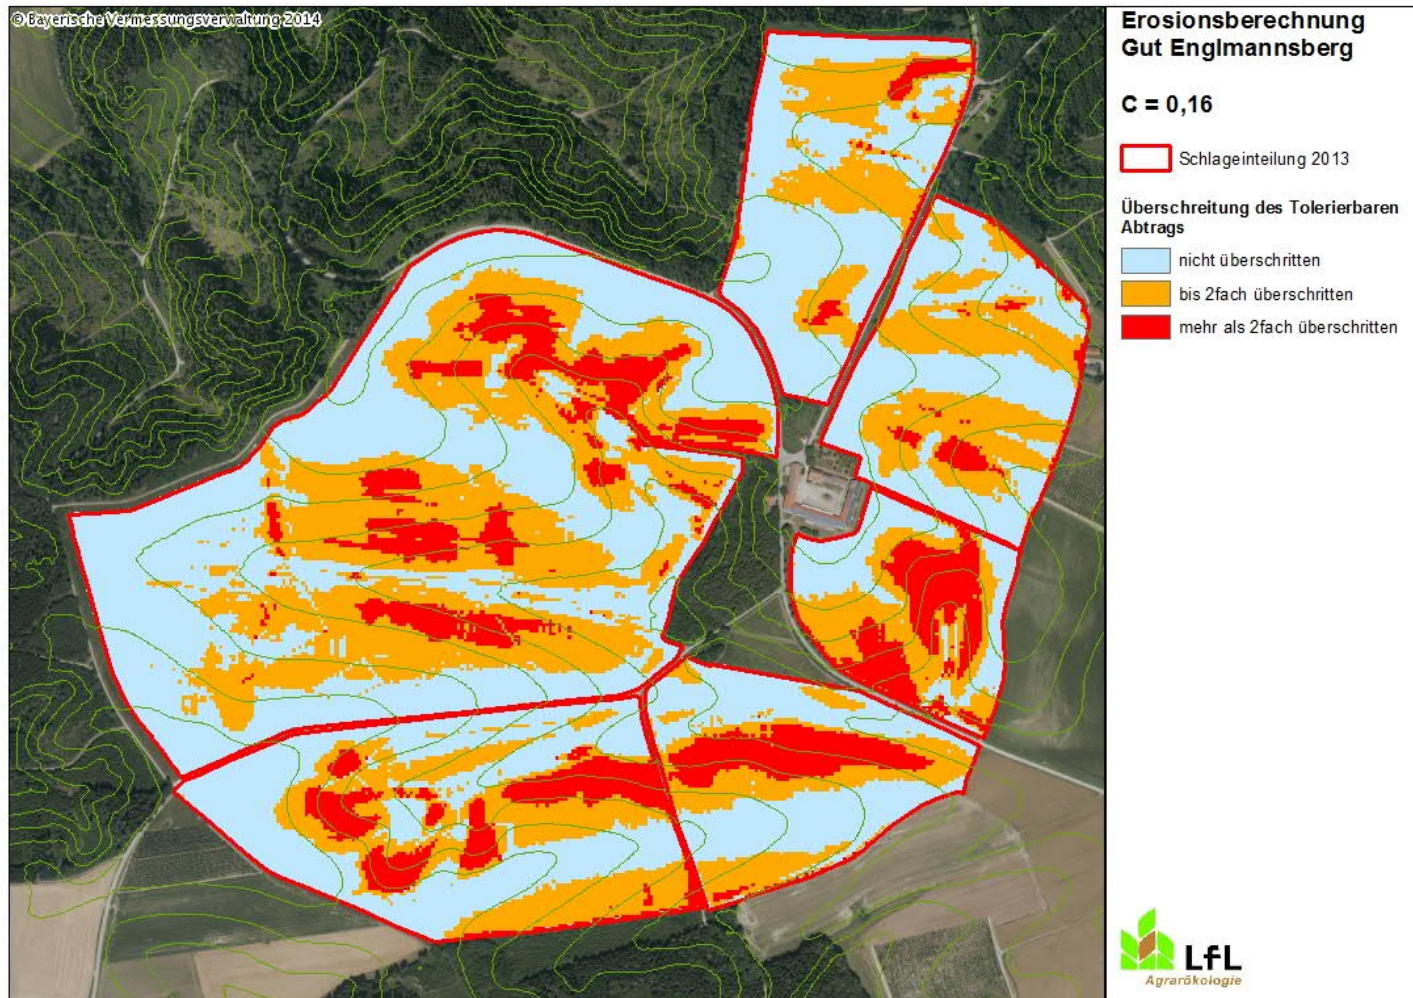 © Bayerische Vermessungsverwaltung 2014
Erosionsberechnung
Gut Englmannsberg
C = 0,16
Schlageinteilung 2013
Überschreitung des Tolerierbaren
Abtrags
nicht überschritten
bis 2fach überschritten
mehr als 2fach überschritten
LfL
Agrarökologie